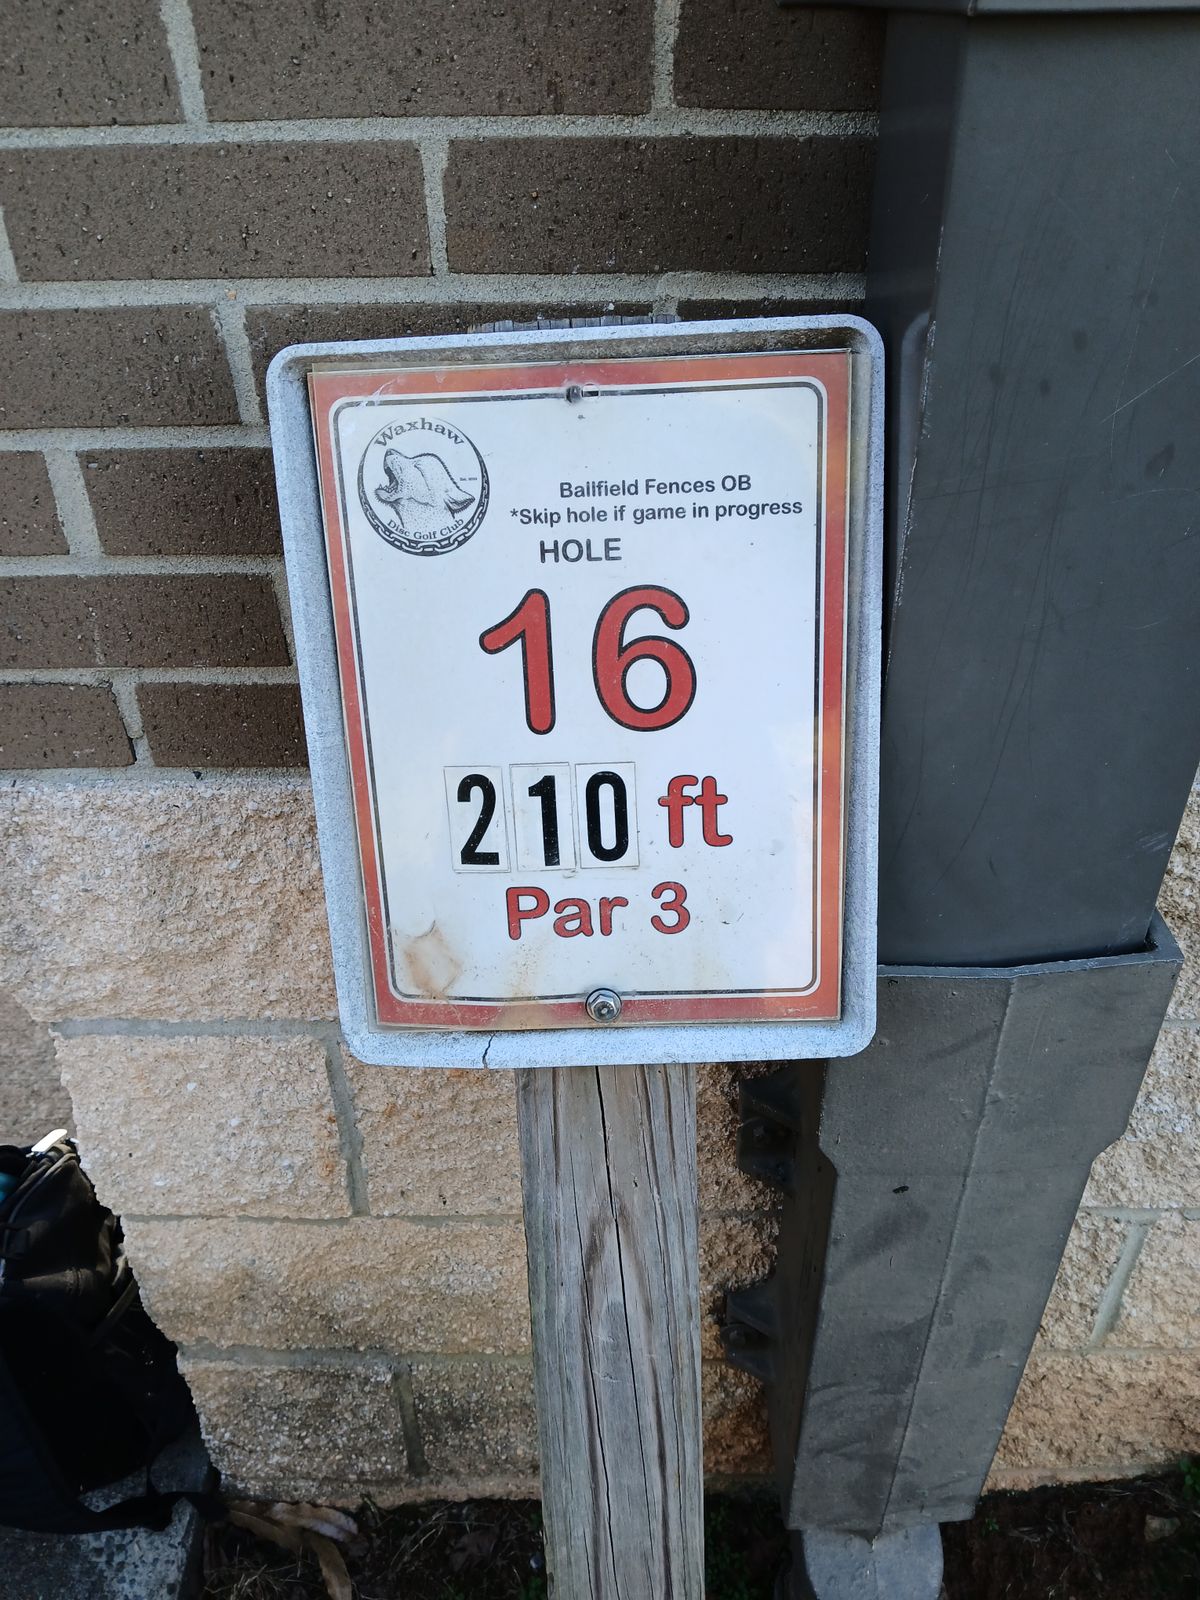 Waxhaw
Disc Golf Club
Ballfield Fences OB
*Skip hole if game in progress
HOLE
16
210 ft
Par 3